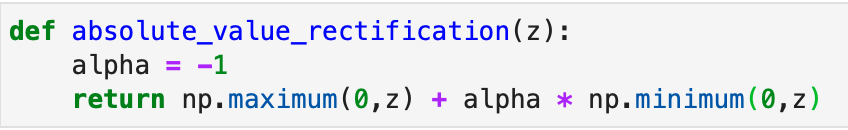 def absolute_value_rectification(z):
    alpha = -1
    return np.maximum(0,z) + alpha * np.minimum(0,z)